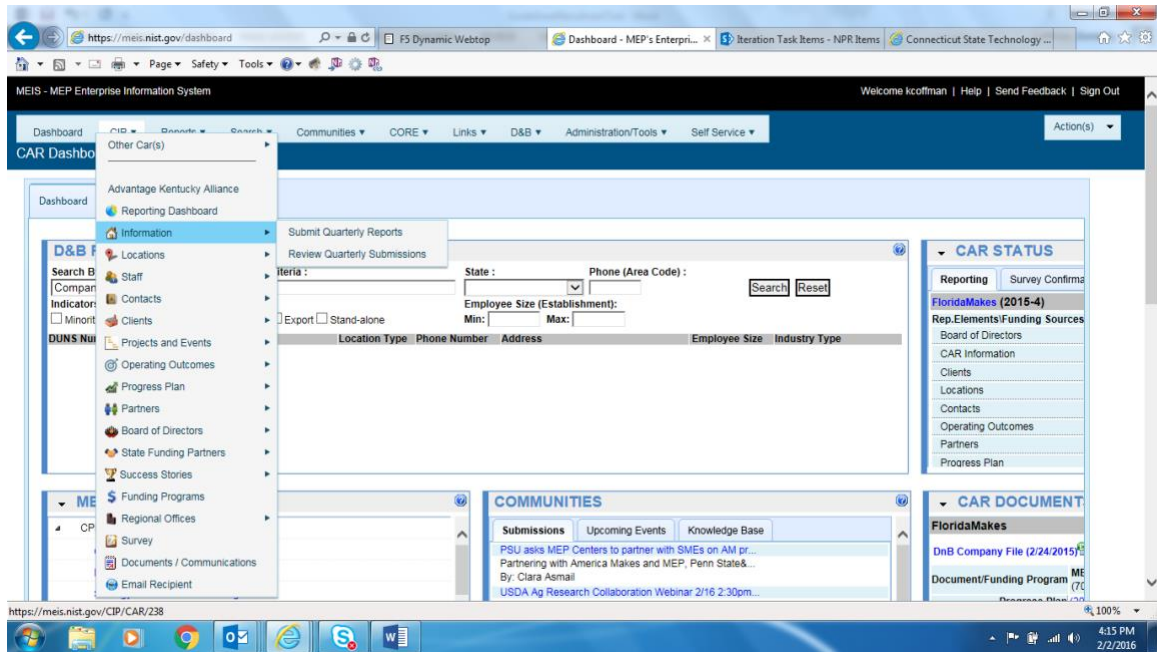 https://meis.nist.gov/dashboard
F5 Dynamic Webtop
Dashboard - MEP's Enterpri...
Iteration Task Items - NPR Items
Connecticut State Technology ...
Page Safety Tools
MEIS - MEP Enterprise Information System
Welcome kcoffman | Help | Send Feedback | Sign Out
Dashboard CIP Reports Search Communities CORE Links D&B Administration/Tools Self Service
Action(s)
CAR Dashbo
Other Car(s)
Advantage Kentucky Alliance
Reporting Dashboard
Information
Locations
Staff
Contacts
Clients
Projects and Events
Operating Outcomes
Progress Plan
Partners
Board of Directors
State Funding Partners
Success Stories
Funding Programs
Regional Offices
Survey
Documents / Communications
Email Recipient
Submit Quarterly Reports
Review Quarterly Submissions
Dashboard
D&B
Search B
iteria :
State :
Phone (Area Code) :
Compan
Search Reset
Indicator
Employee Size (Establishment):
Minorit
Export Stand-alone
Min:
Max:
DUNS Nu
Location Type Phone Number Address Employee Size Industry Type
CAR STATUS
Reporting Survey Confirma
FloridaMakes (2015-4)
Rep.Elements\Funding Sources
Board of Directors
CAR Information
Clients
Locations
Contacts
Operating Outcomes
Partners
Progress Plan
ME
CP
COMMUNITIES
Submissions Upcoming Events Knowledge Base
PSU asks MEP Centers to partner with SMEs on AM pr...
Partnering with America Makes and MEP, Penn State&...
By: Clara Asmail
USDA Ag Research Collaboration Webinar 2/16 2:30pm...
CAR DOCUMENT
FloridaMakes
DnB Company File (2/24/2015)
Document/Funding Program
ME
(70
https://meis.nist.gov/CIP/CAR/238
100%
4:15 PM
2/2/2016